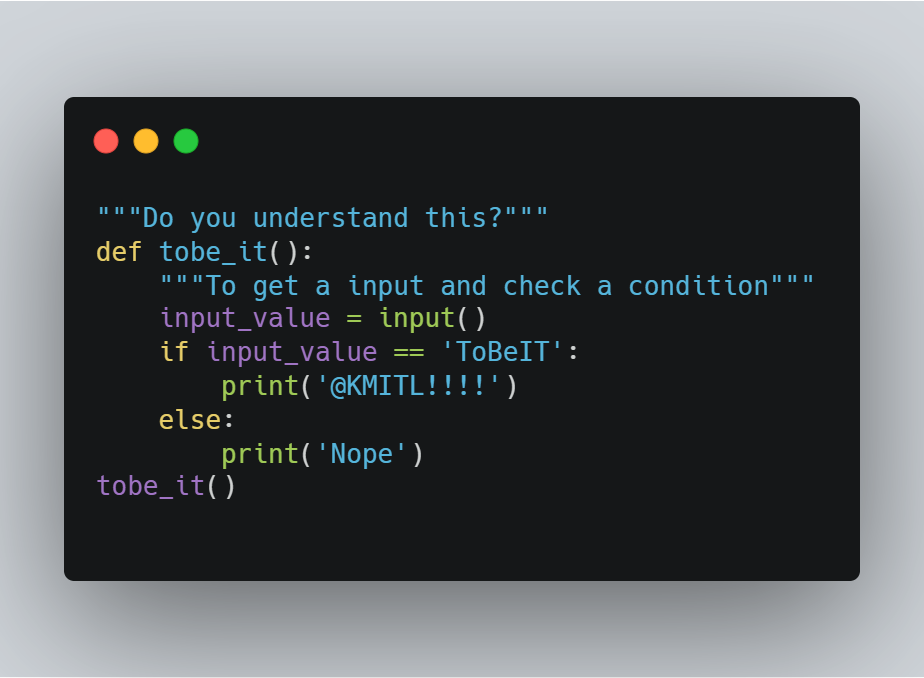 """Do you understand this?"""
def tobe_it():
    """To get a input and check a condition"""
    input_value = input()
    if input_value == 'ToBeIT':
        print('@KMITL!!!!')
    else:
        print('Nope')
tobe_it()